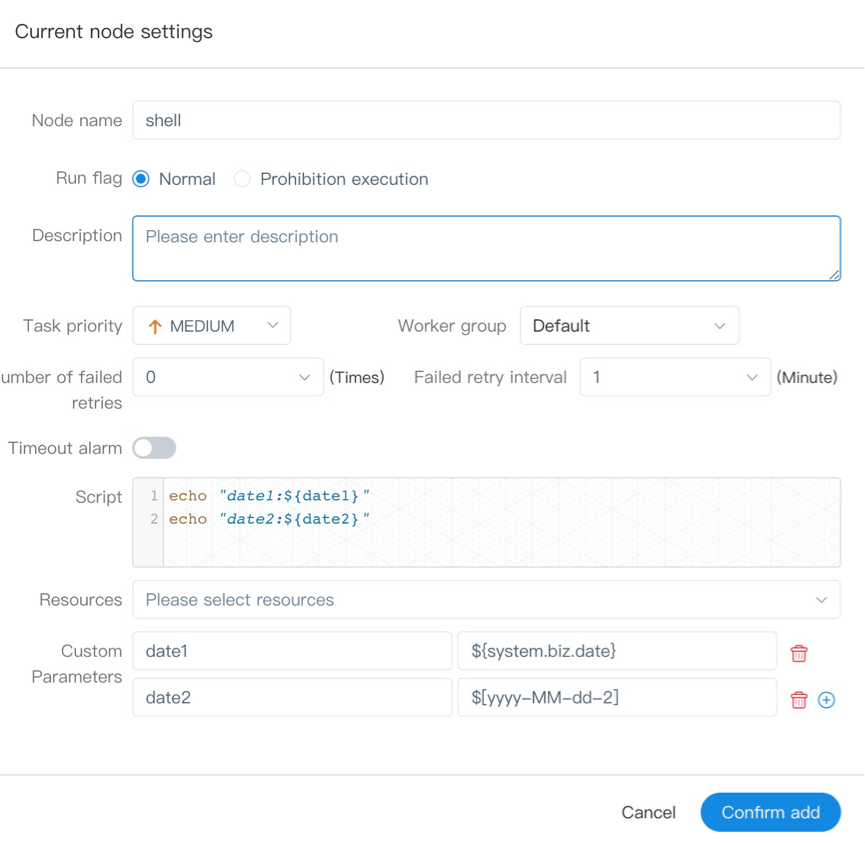 Current node settings
Node name shell
Run flag Normal Prohibition execution
Description Please enter description
Task priority MEDIUM Worker group Default
umber of failed retries 0 (Times) Failed retry interval 1 (Minute)
Timeout alarm
Script 1 echo "date1:${date1}"
2 echo "date2:${date2}"
Resources Please select resources
Custom Parameters date1 ${system.biz.date}
date2 $[yyyy-MM-dd-2]
Cancel Confirm add